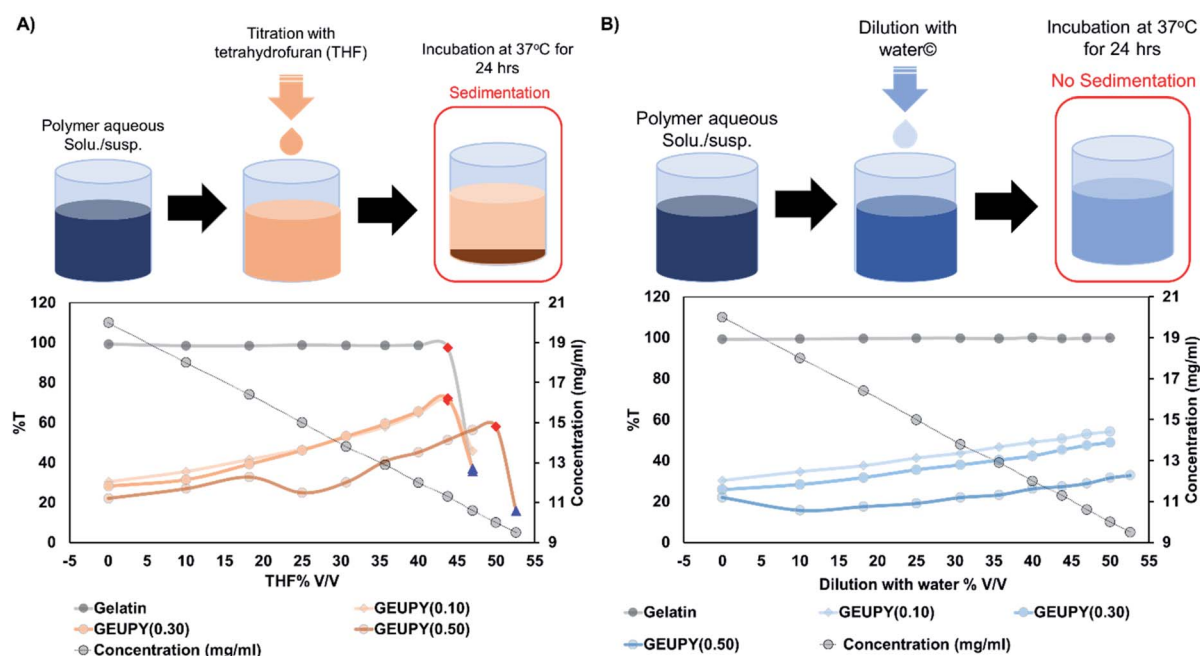 A)
Titration with
tetrahydrofuran (THF)
Incubation at 37ºC for
24 hrs
Sedimentation
Polymer aqueous
Solu./susp.
120
100
80
60
40
20
0
%T
21
19
17
15
13
11
9
Concentration (mg/ml)
-5 0 5 10 15 20 25 30 35 40 45 50 55
THF% V/V
Gelatin
GEUPY(0.10)
GEUPY(0.30)
GEUPY(0.50)
Concentration (mg/ml)
B)
Dilution with
water©
Incubation at 37ºC
for 24 hrs
No Sedimentation
Polymer aqueous
Solu./susp.
120
100
80
60
40
20
0
%T
21
19
17
15
13
11
9
Concentration (mg/ml)
-5 0 5 10 15 20 25 30 35 40 45 50 55
Dilution with water % V/V
Gelatin
GEUPY(0.10)
GEUPY(0.30)
GEUPY(0.50)
Concentration (mg/ml)